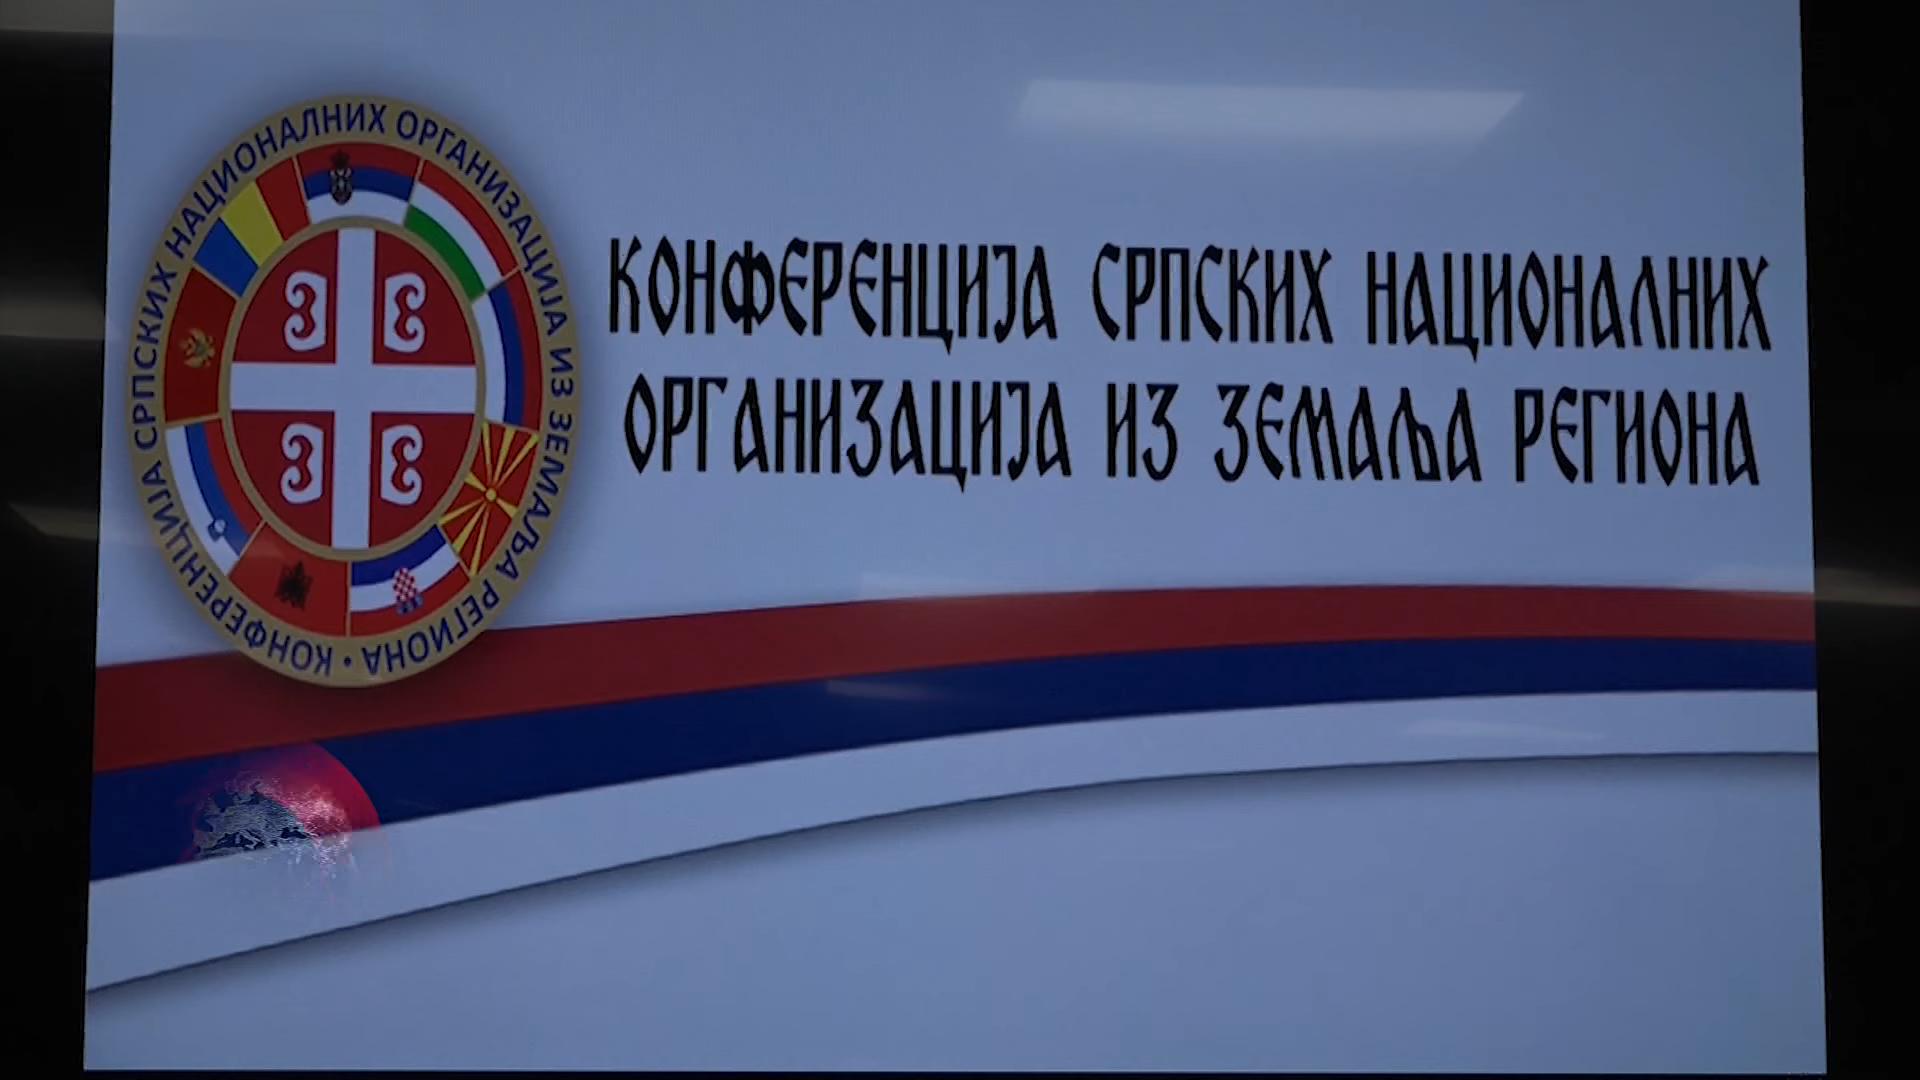 КОНФЕРЕНЦИЈА СРПСКИХ НАЦИОНАЛНИХ
ОРГАНИЗАЦИЈА ИЗ ЗЕМАЉА РЕГИОНА
КОНФЕРЕНЦИЈА СРПСКИХ НАЦИОНАЛНИХ ОРГАНИЗАЦИЈА ИЗ ЗЕМАЉА РЕГИОНА •